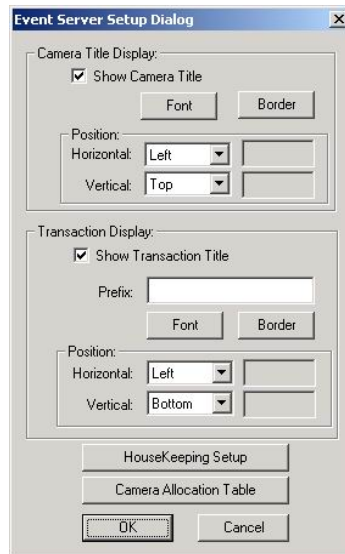 Event Server Setup Dialog
Camera Title Display:
Show Camera Title
Font Border
Position:
Horizontal: Left
Vertical: Top
Transaction Display:
Show Transaction Title
Prefix:
Font Border
Position:
Horizontal: Left
Vertical: Bottom
HouseKeeping Setup
Camera Allocation Table
OK Cancel